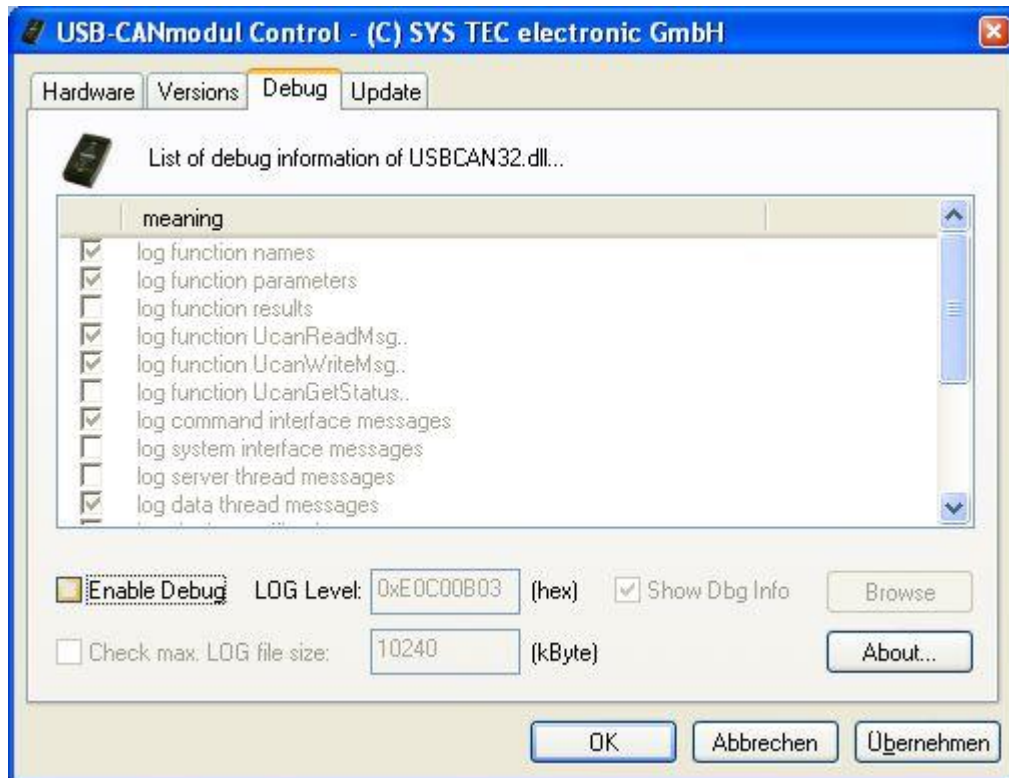 USB-CANmodul Control - (C) SYS TEC electronic GmbH
Hardware Versions Debug Update
List of debug information of USBCAN32.dll...
meaning
log function names
log function parameters
log function results
log function UcanReadMsg..
log function UcanWriteMsg..
log function UcanGetStatus..
log command interface messages
log system interface messages
log server thread messages
log data thread messages
Enable Debug LOG Level: 0xE0C00B03 (hex) Show Dbg Info Browse
Check max. LOG file size: 10240 (kByte) About...
OK Abbrechen Übernehmen